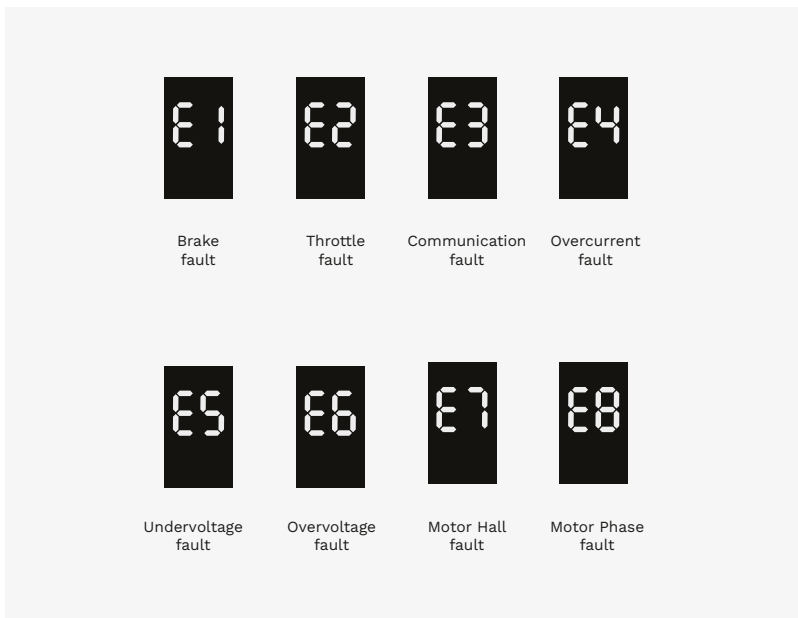 E1 E2 E3 E4
Brake Throttle Communication Overcurrent
fault fault fault fault
E5 E6 E7 E8
Undervoltage Overvoltage Motor Hall Motor Phase
fault fault fault fault